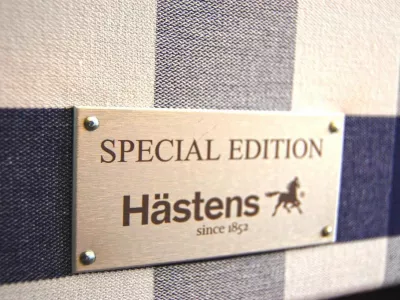 SPECIAL EDITION
Hästens
since 1852